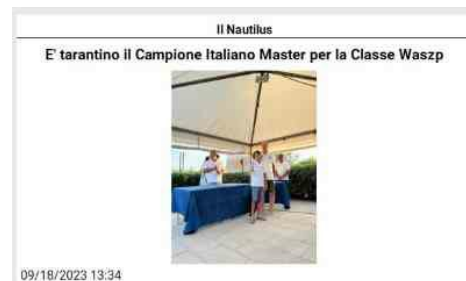 Il Nautilus
E' tarantino il Campione Italiano Master per la Classe Waszp
09/18/2023 13:34